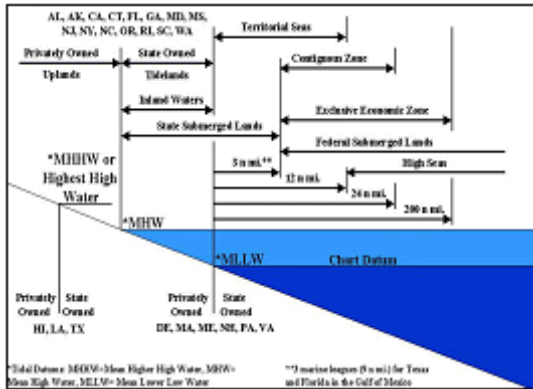 AL, AK, CA, CT, FL, GA, MD, MS,
NJ, NY, NC, OR, RI, SC, WA
Territorial Seas
Privately Owned
State Owned
Contiguous Zone
Uplands
Tidelands
Inland Waters
Exclusive Economic Zone
State Submerged Lands
Federal Submerged Lands
*MHHW or
Highest High
Water
3 n mi.**
High Seas
12 n mi.
24 n mi.
200 n mi.
*MHW
*MLLW
Chart Datum
Privately
Owned
State
Owned
HI, LA, TX
Privately
Owned
State
Owned
DE, MA, ME, NH, PA, VA
*Tidal Datums: MHHW=Mean Higher High Water, MHW=
Mean High Water, MLLW= Mean Lower Low Water
**3 marine leagues (9 n mi.) for Texas
and Florida in the Gulf of Mexico